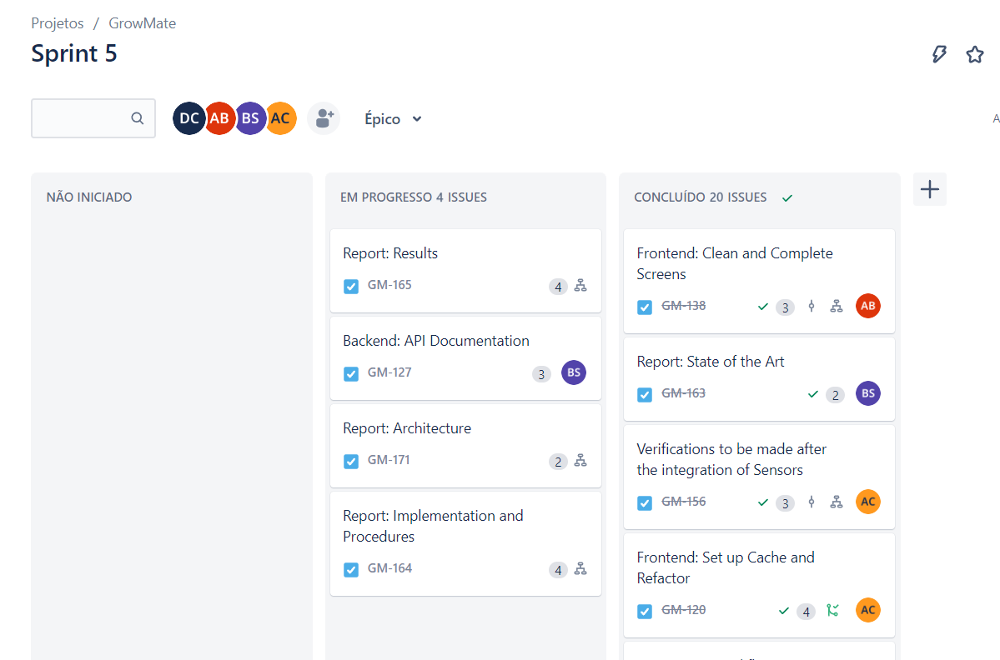 Projetos / GrowMate
Sprint 5
DC AB BS AC
Épico
A
NÃO INICIADO
EM PROGRESSO 4 ISSUES
Report: Results
GM-165
4
Backend: API Documentation
GM-127
3 BS
Report: Architecture
GM-171
2
Report: Implementation and
Procedures
GM-164
4
CONCLUÍDO 20 ISSUES
Frontend: Clean and Complete
Screens
GM-138
3 AB
Report: State of the Art
GM-163
2 BS
Verifications to be made after
the integration of Sensors
GM-156
3 AC
Frontend: Set up Cache and
Refactor
GM-120
4 AC